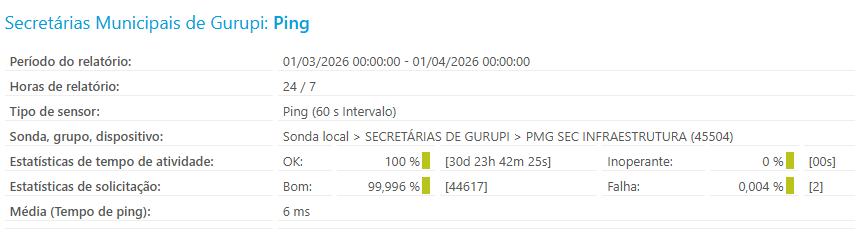 Secretárias Municipais de Gurupi: Ping
Período do relatório: 01/03/2026 00:00:00 - 01/04/2026 00:00:00
Horas de relatório: 24 / 7
Tipo de sensor: Ping (60 s Intervalo)
Sonda, grupo, dispositivo: Sonda local > SECRETÁRIAS DE GURUPI > PMG SEC INFRAESTRUTURA (45504)
Estatísticas de tempo de atividade: OK: 100 % [30d 23h 42m 25s] Inoperante: 0 % [00s]
Estatísticas de solicitação: Bom: 99,996 % [44617] Falha: 0,004 % [2]
Média (Tempo de ping): 6 ms